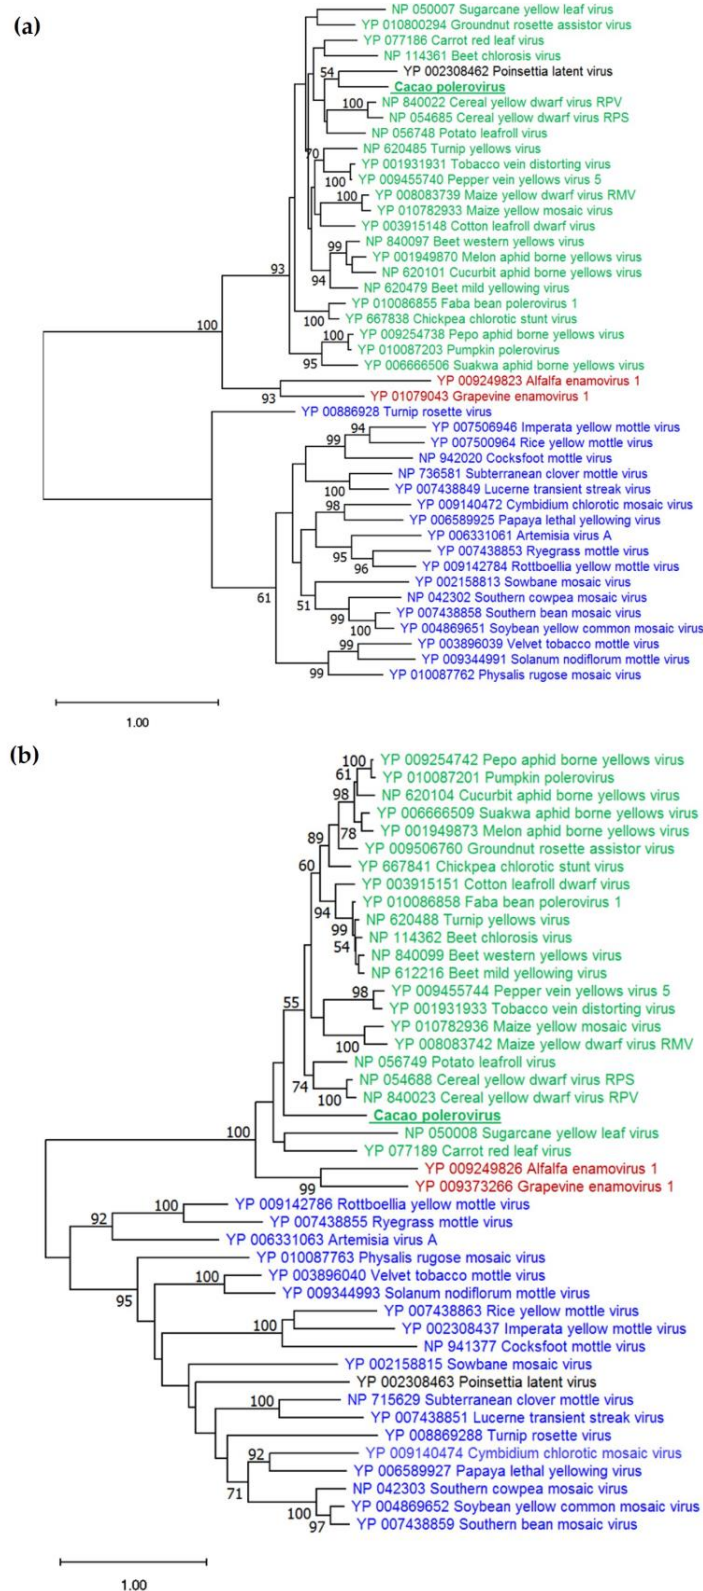 (a)
NP 050007 Sugarcane yellow leaf virus
YP 010800294 Groundnut rosette assistor virus
YP 077186 Carrot red leaf virus
NP 114361 Beet chlorosis virus
54 YP 002308462 Poinsettia latent virus
Cacao polerovirus
100 NP 840022 Cereal yellow dwarf virus RPV
NP 054685 Cereal yellow dwarf virus RPS
NP 056748 Potato leafroll virus
70 NP 620485 Turnip yellows virus
YP 001931931 Tobacco vein distorting virus
100 YP 009455740 Pepper vein yellows virus 5
100 YP 008083739 Maize yellow dwarf virus RMV
YP 010782933 Maize yellow mosaic virus
YP 003915148 Cotton leafroll dwarf virus
99 NP 840097 Beet western yellows virus
YP 001949870 Melon aphid borne yellows virus
93 94 NP 620101 Cucurbit aphid borne yellows virus
NP 620479 Beet mild yellowing virus
YP 010086855 Faba bean polerovirus 1
100 YP 667838 Chickpea chlorotic stunt virus
100 100 YP 009254738 Pepo aphid borne yellows virus
YP 010087203 Pumpkin polerovirus
95 YP 006666506 Suakwa aphid borne yellows virus
YP 009249823 Alfalfa enamovirus 1
93 YP 01079043 Grapevine enamovirus 1
YP 00886928 Turnip rosette virus
94 YP 007506946 Imperata yellow mottle virus
99 YP 007500964 Rice yellow mottle virus
NP 942020 Cocksfoot mottle virus
NP 736581 Subterranean clover mottle virus
100 YP 007438849 Lucerne transient streak virus
98 YP 009140472 Cymbidium chlorotic mosaic virus
YP 006589925 Papaya lethal yellowing virus
YP 006331061 Artemisia virus A
95 YP 007438853 Ryegrass mottle virus
96 YP 009142784 Rottboellia yellow mottle virus
YP 002158813 Sowbane mosaic virus
61 51 NP 042302 Southern cowpea mosaic virus
99 YP 007438858 Southern bean mosaic virus
100 YP 004869651 Soybean yellow common mosaic virus
99 YP 003896039 Velvet tobacco mottle virus
YP 009344991 Solanum nodiflorum mottle virus
99 YP 010087762 Physalis rugose mosaic virus
1.00
(b)
100 YP 009254742 Pepo aphid borne yellows virus
61 YP 010087201 Pumpkin polerovirus
98 NP 620104 Cucurbit aphid borne yellows virus
YP 006666509 Suakwa aphid borne yellows virus
78 YP 001949873 Melon aphid borne yellows virus
89 YP 009506760 Groundnut rosette assistor virus
60 YP 667841 Chickpea chlorotic stunt virus
YP 003915151 Cotton leafroll dwarf virus
94 YP 010086858 Faba bean polerovirus 1
99 NP 620488 Turnip yellows virus
54 NP 114362 Beet chlorosis virus
NP 840099 Beet western yellows virus
NP 612216 Beet mild yellowing virus
98 YP 009455744 Pepper vein yellows virus 5
55 YP 001931933 Tobacco vein distorting virus
YP 010782936 Maize yellow mosaic virus
100 YP 008083742 Maize yellow dwarf virus RMV
NP 056749 Potato leafroll virus
74 NP 054688 Cereal yellow dwarf virus RPS
100 NP 840023 Cereal yellow dwarf virus RPV
Cacao polerovirus
100 NP 050008 Sugarcane yellow leaf virus
YP 077189 Carrot red leaf virus
YP 009249826 Alfalfa enamovirus 1
99 YP 009373266 Grapevine enamovirus 1
100 YP 009142786 Rottboellia yellow mottle virus
92 YP 007438855 Ryegrass mottle virus
YP 006331063 Artemisia virus A
YP 010087763 Physalis rugose mosaic virus
100 YP 003896040 Velvet tobacco mottle virus
95 YP 009344993 Solanum nodiflorum mottle virus
YP 007438863 Rice yellow mottle virus
100 YP 002308437 Imperata yellow mottle virus
NP 941377 Cocksfoot mottle virus
YP 002158815 Sowbane mosaic virus
YP 002308463 Poinsettia latent virus
100 NP 715629 Subterranean clover mottle virus
YP 007438851 Lucerne transient streak virus
YP 008869288 Turnip rosette virus
92 YP 009140474 Cymbidium chlorotic mosaic virus
YP 006589927 Papaya lethal yellowing virus
71 NP 042303 Southern cowpea mosaic virus
100 YP 004869652 Soybean yellow common mosaic virus
97 YP 007438859 Southern bean mosaic virus
1.00